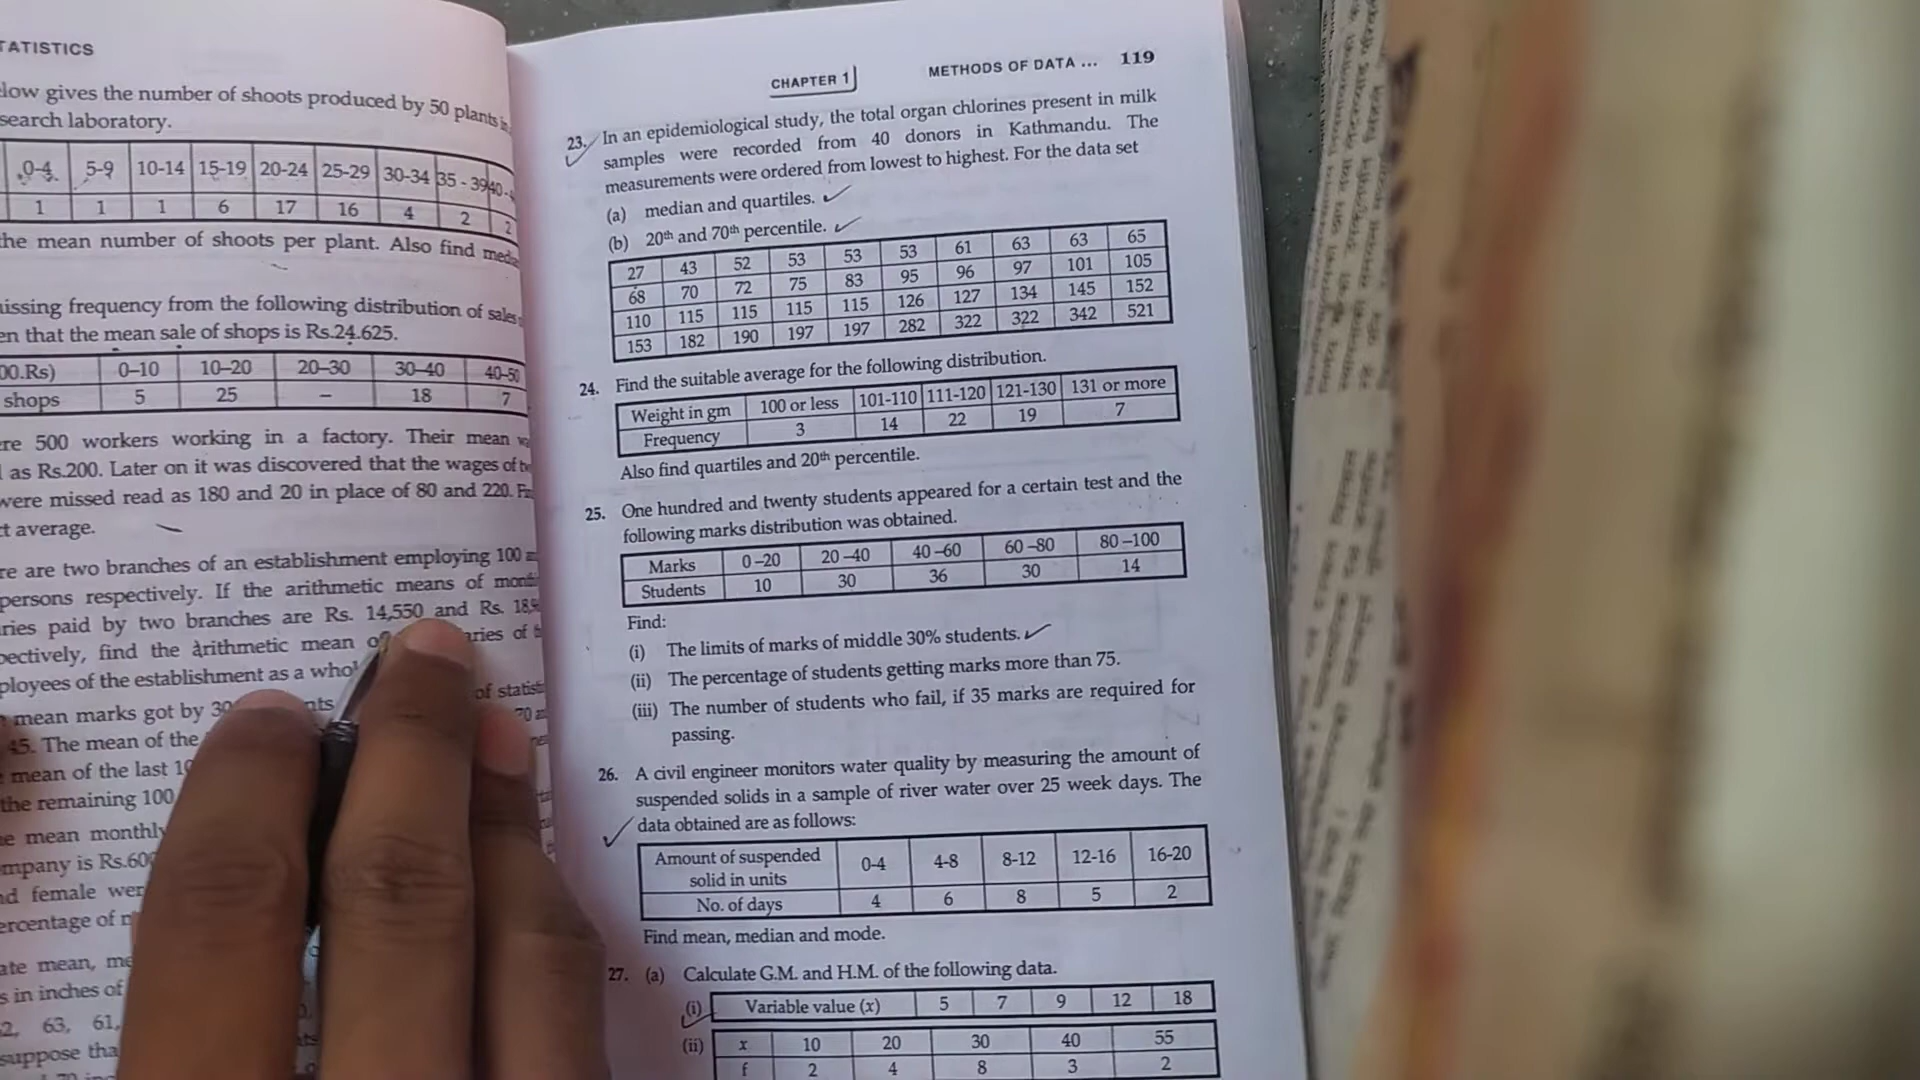 TATISTICS
low gives the number of shoots produced by 50 plants
search laboratory.
0-4 5-9 10-14 15-19 20-24 25-29 30-34 35 - 39 40-
1 1 1 6 17 16 4 2 2
the mean number of shoots per plant. Also find
issing frequency from the following distribution of sales
en that the mean sale of shops is Rs.24.625.
00.Rs) 0–10 10–20 20–30 30–40 40–50
shops 5 25 – 18 7
re 500 workers working in a factory. Their mean
as Rs.200. Later on it was discovered that the wages of
were missed read as 180 and 20 in place of 80 and 220.
ct average.
re are two branches of an establishment employing 100
persons respectively. If the arithmetic means of
ries paid by two branches are Rs. 14,550 and Rs.
pectively, find the arithmetic mean of aries of
ployees of the establishment as a
mean marks got by of
45. The mean of the
mean of the last
the remaining 100
e mean monthly
mpany is
d female
ercentage of
ate mean,
s in inches of
2, 63, 61,
suppose
CHAPTER 1 METHODS OF DATA ... 119
23. In an epidemiological study, the total organ chlorines present in milk
samples were recorded from 40 donors in Kathmandu. The
measurements were ordered from lowest to highest. For the data set
(a) median and quartiles.
(b) 20th and 70th percentile.
27 43 52 53 53 53 61 63 63 65
68 70 72 75 83 95 96 97 101 105
110 115 115 115 115 126 127 134 145 152
153 182 190 197 197 282 322 322 342 521
24. Find the suitable average for the following distribution.
Weight in gm 100 or less 101-110 111-120 121-130 131 or more
Frequency 3 14 22 19 7
Also find quartiles and 20th percentile.
25. One hundred and twenty students appeared for a certain test and the
following marks distribution was obtained.
Marks 0–20 20–40 40–60 60–80 80–100
Students 10 30 36 30 14
Find:
(i) The limits of marks of middle 30% students.
(ii) The percentage of students getting marks more than 75.
(iii) The number of students who fail, if 35 marks are required for
passing.
26. A civil engineer monitors water quality by measuring the amount of
suspended solids in a sample of river water over 25 week days. The
data obtained are as follows:
Amount of suspended
solid in units 0-4 4-8 8-12 12-16 16-20
No. of days 4 6 8 5 2
Find mean, median and mode.
27. (a) Calculate G.M. and H.M. of the following data.
(i) Variable value (x) 5 7 9 12 18
(ii) x 10 20 30 40 55
f 2 4 8 3 2